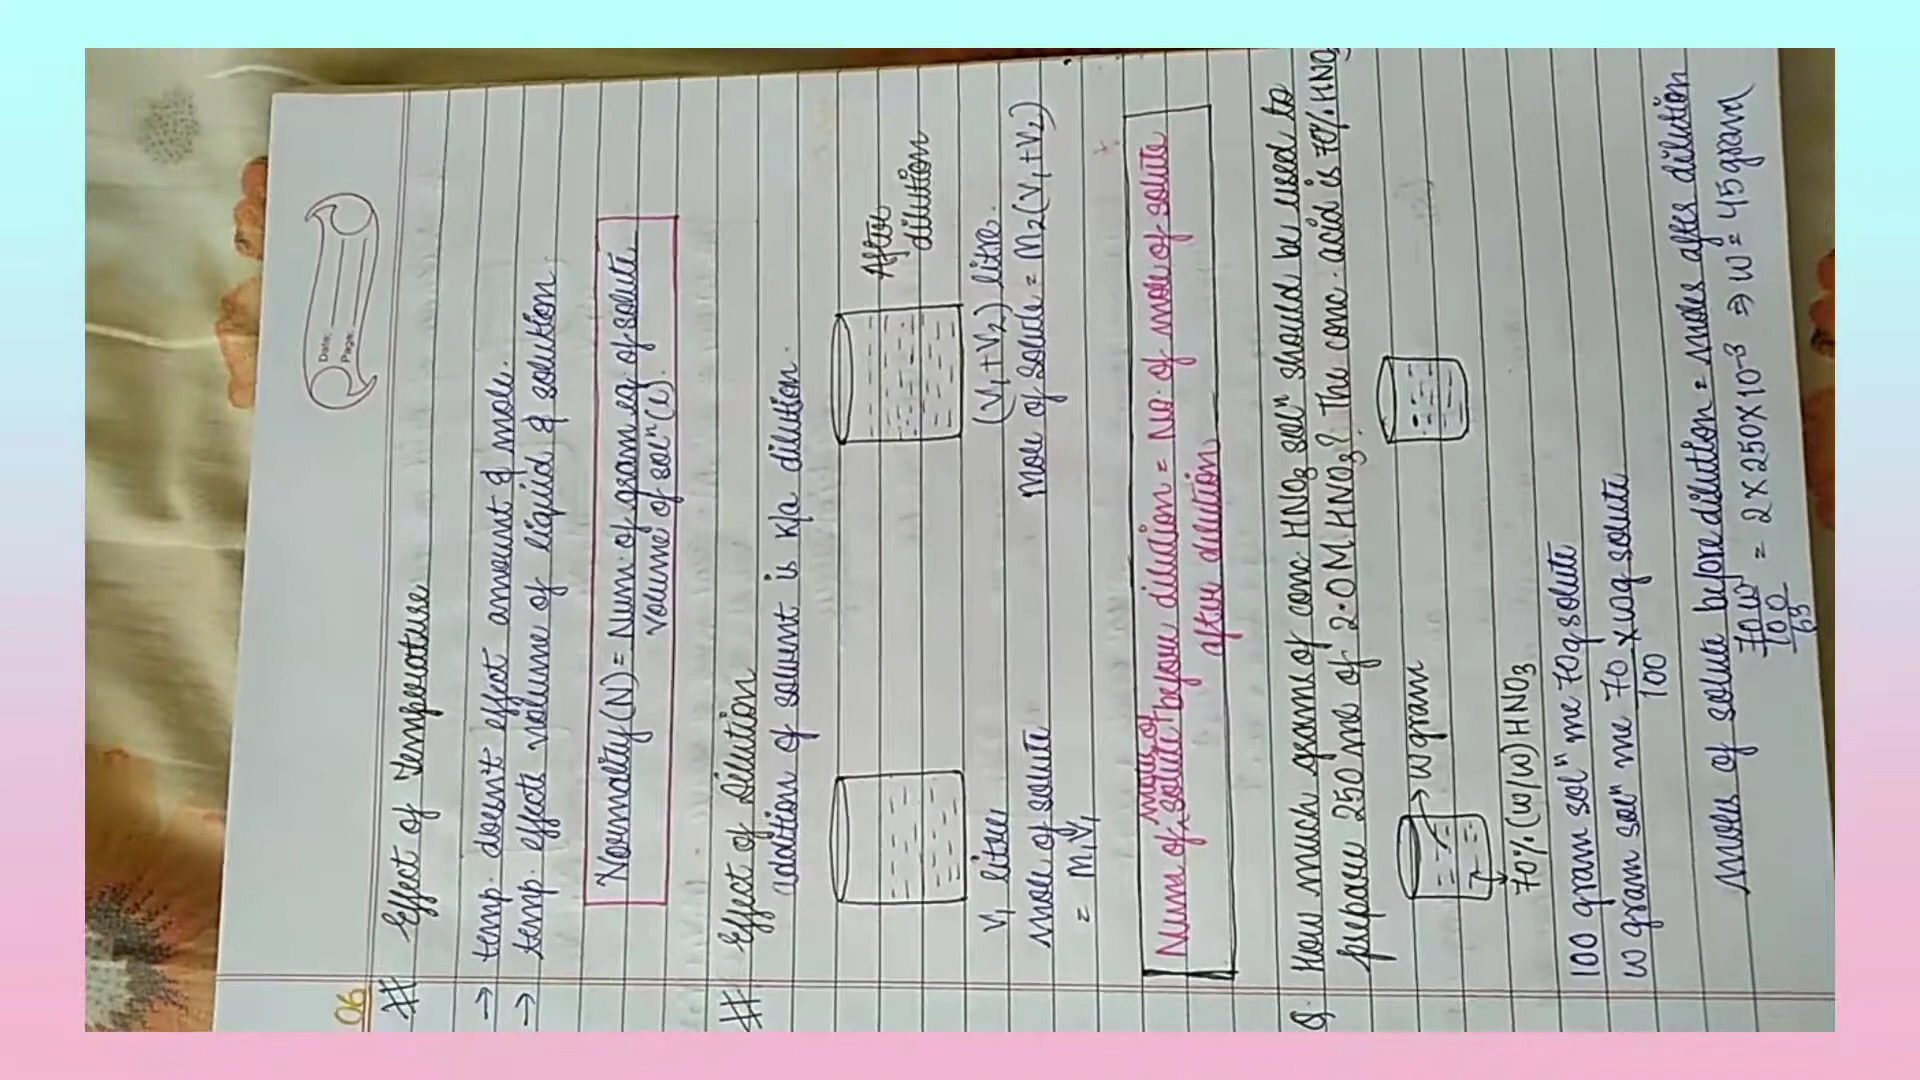 Date:
Page:
06
# Effect of Temperature
→ temp. doesnt effect amount of mole.
→ temp. effect volume of liquid & solution
Normality (N) = Num. of gram eq. of solute
volume of solⁿ (L).
# Effect of Dilution
addition of solvent is k/a dilution.
After
dilution
V₁ litre
(V₁+V₂) litre.
mole of solute
= M₁V₁
Mole of solute = M₂(V₁+V₂)
moles of
Num of ^ solute before dilution = No. of mole of solute
after dilution
Q. How much grams of conc HNO₃ solⁿ should be used to
prepare 250 ml of 2.0 M HNO₃? The conc. acid is 70% HNO₃
→ W gram
70% (w/w) HNO₃
100 gram solⁿ me 70g solute
W gram solⁿ me 70 × wg solute
100
moles of solute before dilution = moles after dilution
70 W
100
63
= 2 × 250 × 10⁻³ ⇒ W = 45 gram